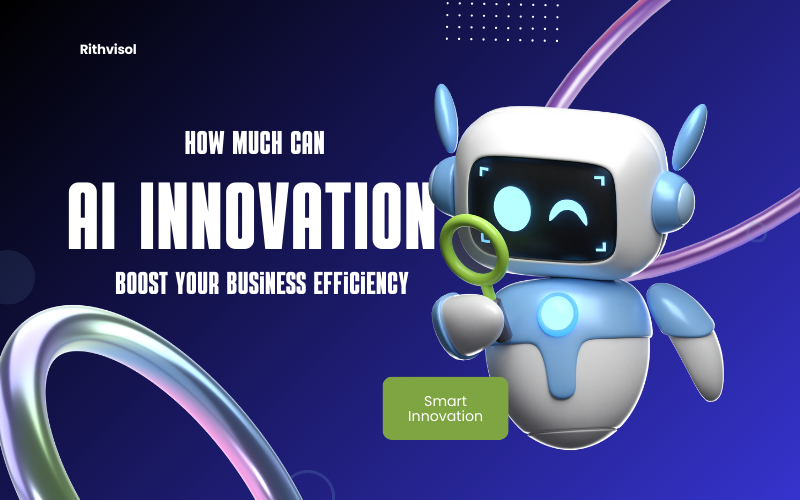 Rithvisol
HOW MUCH CAN
AI INNOVATION
BOOST YOUR BUSiNESS EFFiCiENCY
Smart
Innovation